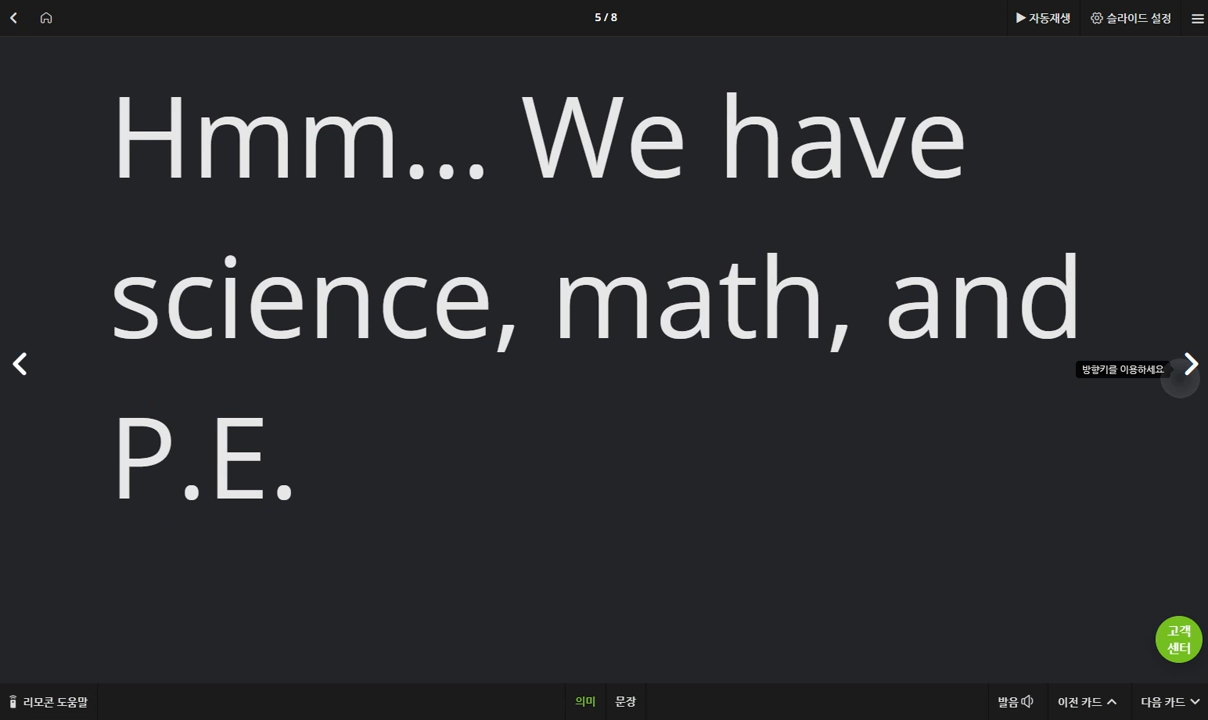 5 / 8
자동재생
슬라이드 설정
Hmm... We have
science, math, and
P.E.
방향키를 이용하세요
고객
센터
리모콘 도움말
의미
문장
발음
이전 카드
다음 카드